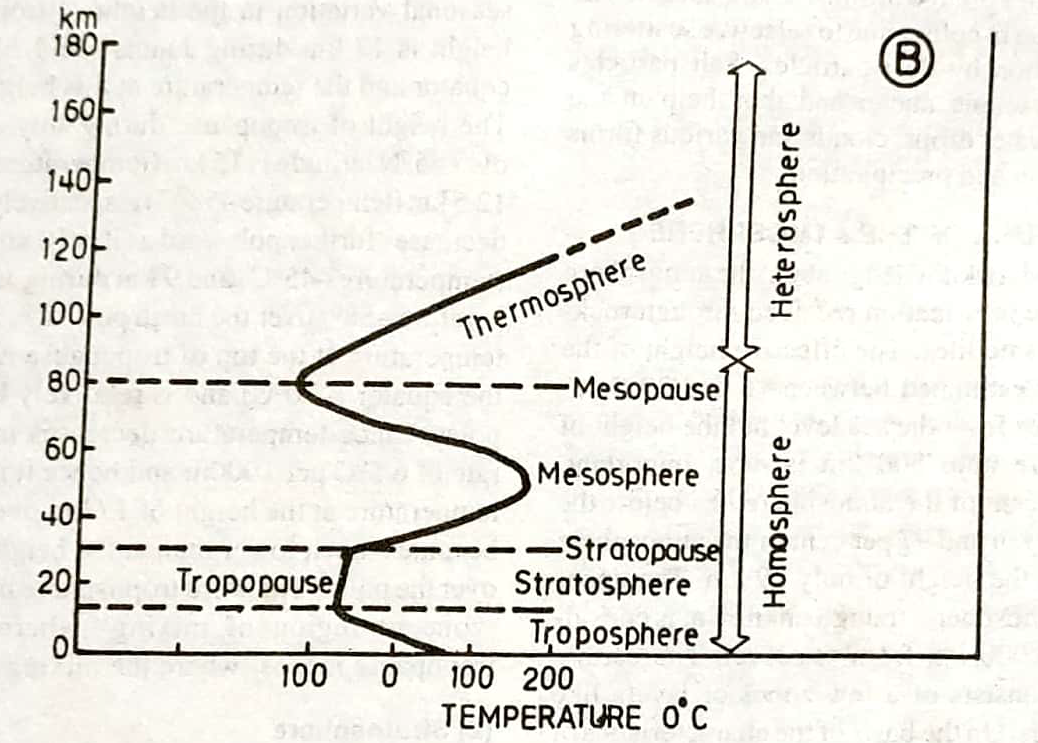 km
180
160
140
120
100
80
60
40
20
0
B
Heterosphere
Thermosphere
Mesopause
Mesosphere
Homosphere
Stratopause
Tropopause
Stratosphere
Troposphere
100 0 100 200
TEMPERATURE 0°C